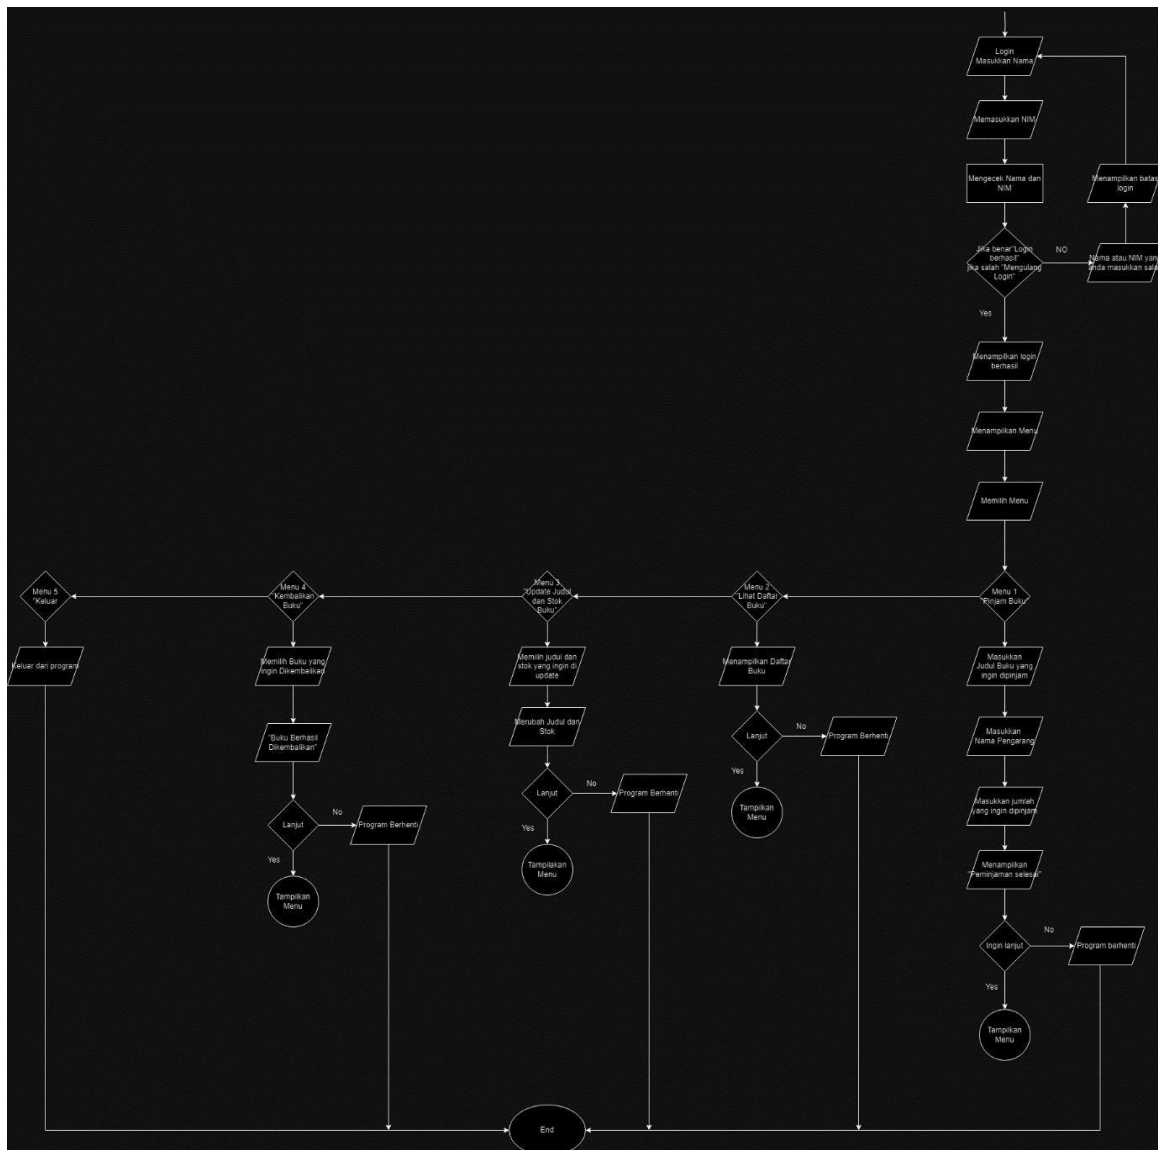 Login
Masukkan Nama
Memasukkan NIM
Mengecek Nama dan
NIM
Menampilkan batas
login
Jika benar"Login
berhasil"
jika salah "Mengulang
Login"
NO
Nama atau NIM yang
anda masukkan salah
Yes
Menampilkan login
berhasil
Menampilkan Menu
Memilih Menu
Menu 5
"Keluar
Menu 4
"Kembalikan
Buku"
Menu 3
"Update Judul
dan Stok
Buku"
Menu 2
"Lihat Daftar
Buku"
Menu 1
"Pinjam Buku"
Keluar dari program
Memilih Buku yang
ingin Dikembalikan
Memilih judul dan
stok yang ingin di
update
Menampilkan Daftar
Buku
Masukkan
Judul Buku yang
ingin dipinjam
"Buku Berhasil
Dikembalikan"
Merubah Judul dan
Stok
Lanjut
No
Program Berhenti
Masukkan
Nama Pengarang
Yes
Lanjut
No
Program Berhenti
Tampilkan
Menu
Masukkan jumlah
yang ingin dipinjam
Lanjut
No
Program Berhenti
Yes
Yes
Tampilakan
Menu
Menampilkan
"Peminjaman selesai"
Tampilkan
Menu
Ingin lanjut
No
Program berhenti
Yes
Tampilkan
Menu
End